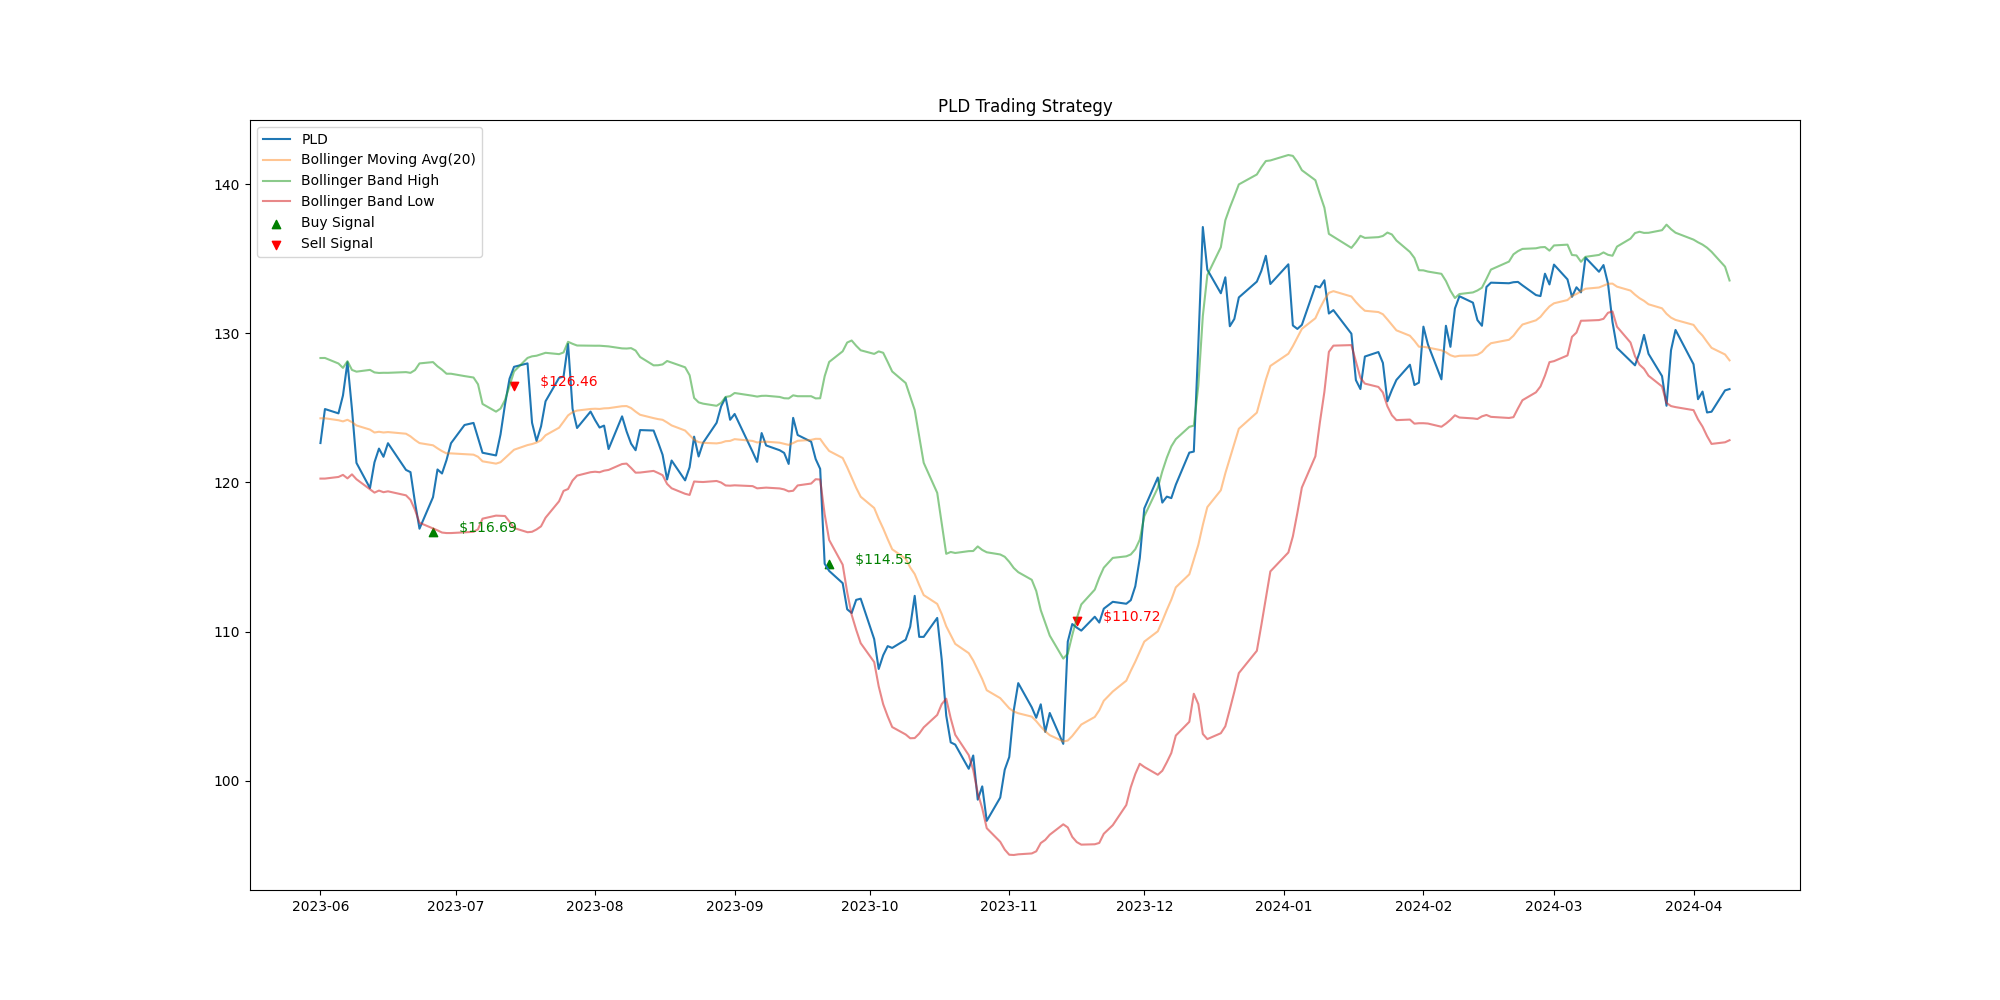 PLD Trading Strategy
PLD
Bollinger Moving Avg(20)
Bollinger Band High
Bollinger Band Low
Buy Signal
Sell Signal
140
130
120
110
100
$126.46
$116.69
$114.55
$110.72
2023-06 2023-07 2023-08 2023-09 2023-10 2023-11 2023-12 2024-01 2024-02 2024-03 2024-04